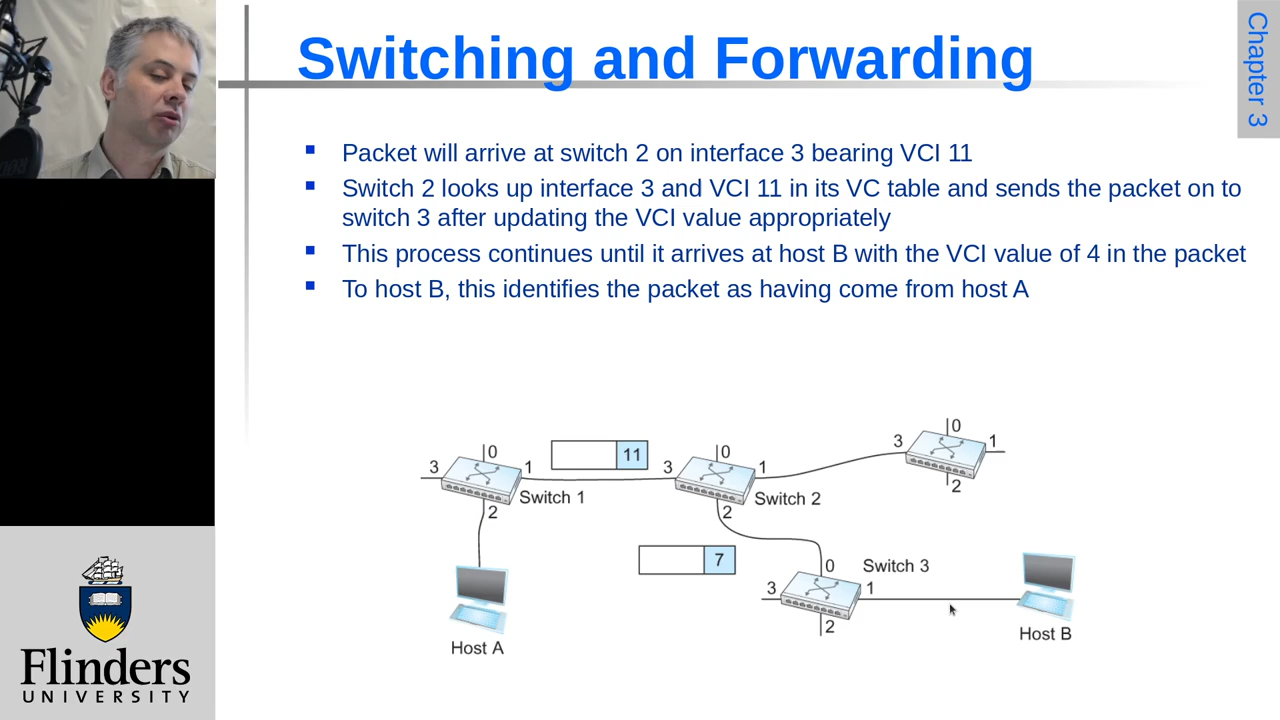 Switching and Forwarding
Chapter 3
Packet will arrive at switch 2 on interface 3 bearing VCI 11
Switch 2 looks up interface 3 and VCI 11 in its VC table and sends the packet on to
switch 3 after updating the VCI value appropriately
This process continues until it arrives at host B with the VCI value of 4 in the packet
To host B, this identifies the packet as having come from host A
0
3
1
2
Switch 1
11
0
3
1
2
Switch 2
0
3
1
2
7
0
3
1
2
Switch 3
Host A
Host B
Flinders
UNIVERSITY